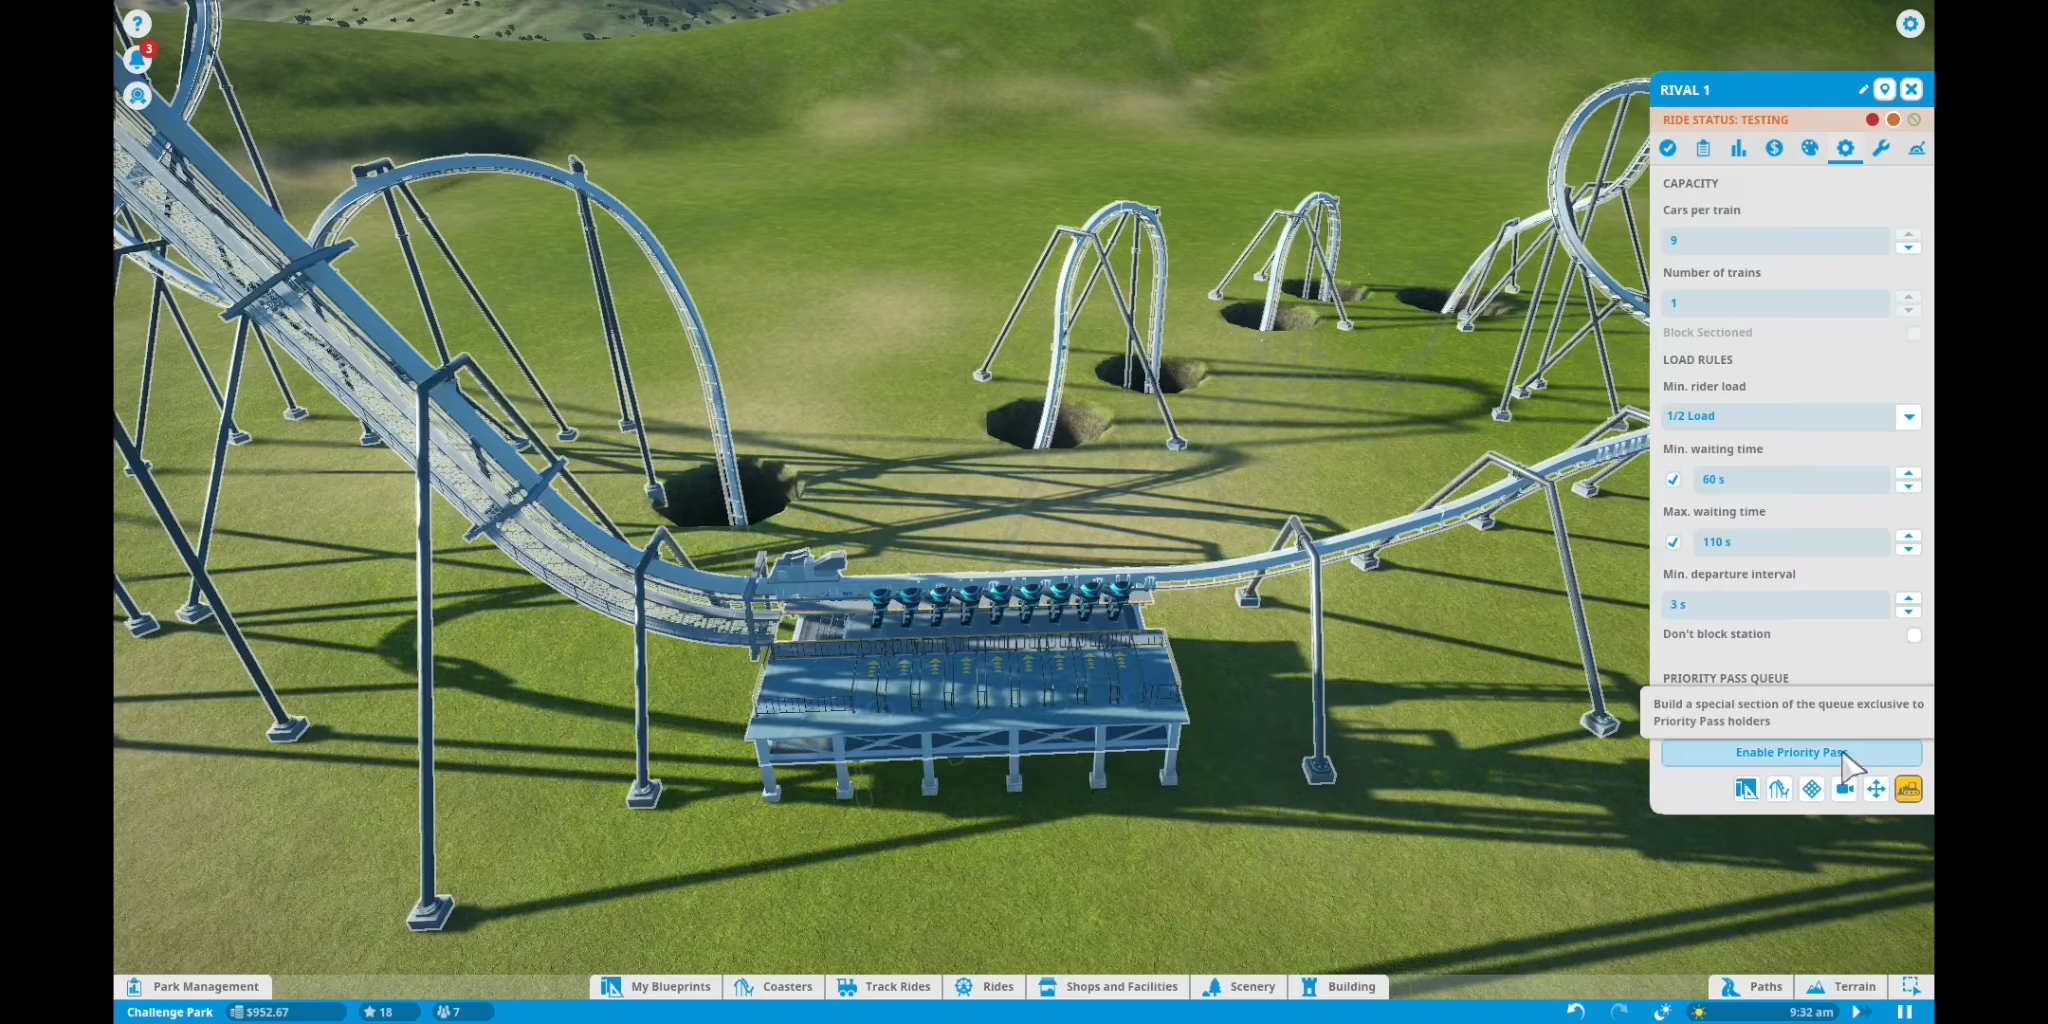 ?
3
RIVAL 1
RIDE STATUS: TESTING
CAPACITY
Cars per train
9
Number of trains
1
Block Sectioned
LOAD RULES
Min. rider load
1/2 Load
Min. waiting time
60 s
Max. waiting time
110 s
Min. departure interval
3 s
Don't block station
PRIORITY PASS QUEUE
Build a special section of the queue exclusive to
Priority Pass holders
Enable Priority Pass
Park Management
My Blueprints
Coasters
Track Rides
Rides
Shops and Facilities
Scenery
Building
Paths
Terrain
Challenge Park
$952.67
18
7
9:32 am